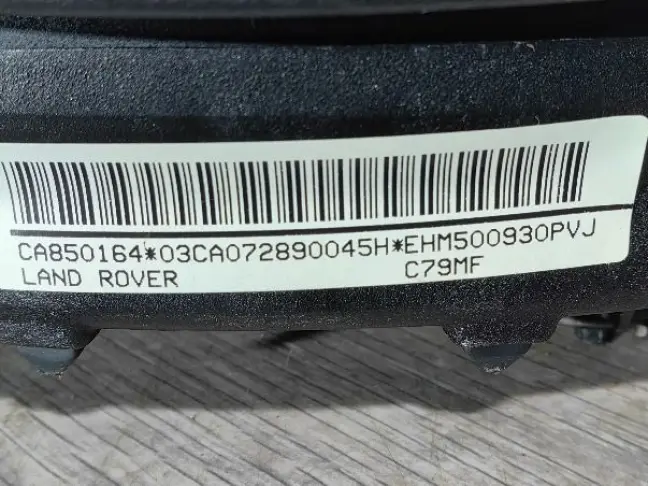 CA850164*03CA072890045H*EHM500930PVJ
LAND ROVER C79MF